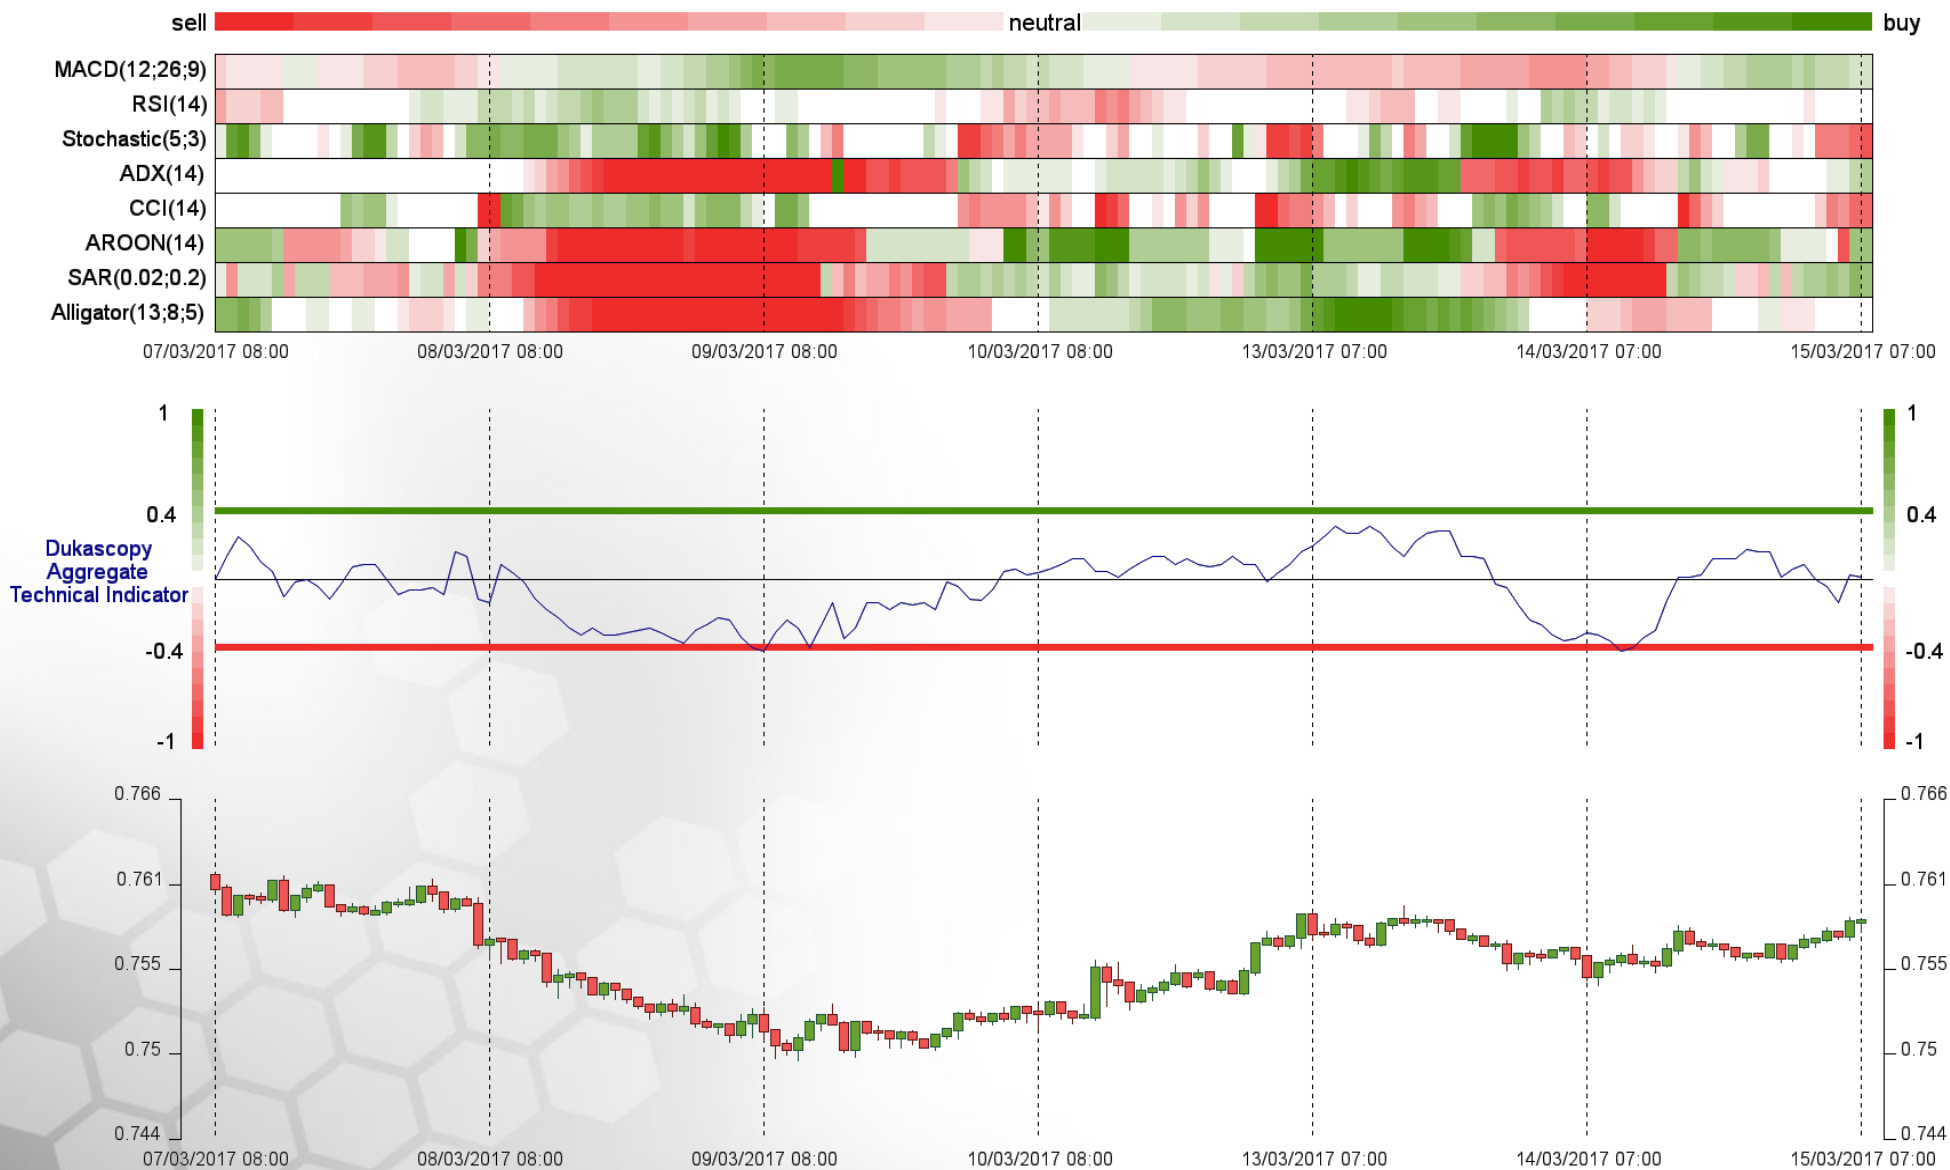 sell neutral buy
MACD(12;26;9)
RSI(14)
Stochastic(5;3)
ADX(14)
CCI(14)
AROON(14)
SAR(0.02;0.2)
Alligator(13;8;5)
07/03/2017 08:00 08/03/2017 08:00 09/03/2017 08:00 10/03/2017 08:00 13/03/2017 07:00 14/03/2017 07:00 15/03/2017 07:00
1 1
0.4 0.4
Dukascopy
Aggregate
Technical Indicator
-0.4 -0.4
-1 -1
0.766 0.766
0.761 0.761
0.755 0.755
0.75 0.75
0.744 0.744
07/03/2017 08:00 08/03/2017 08:00 09/03/2017 08:00 10/03/2017 08:00 13/03/2017 07:00 14/03/2017 07:00 15/03/2017 07:00